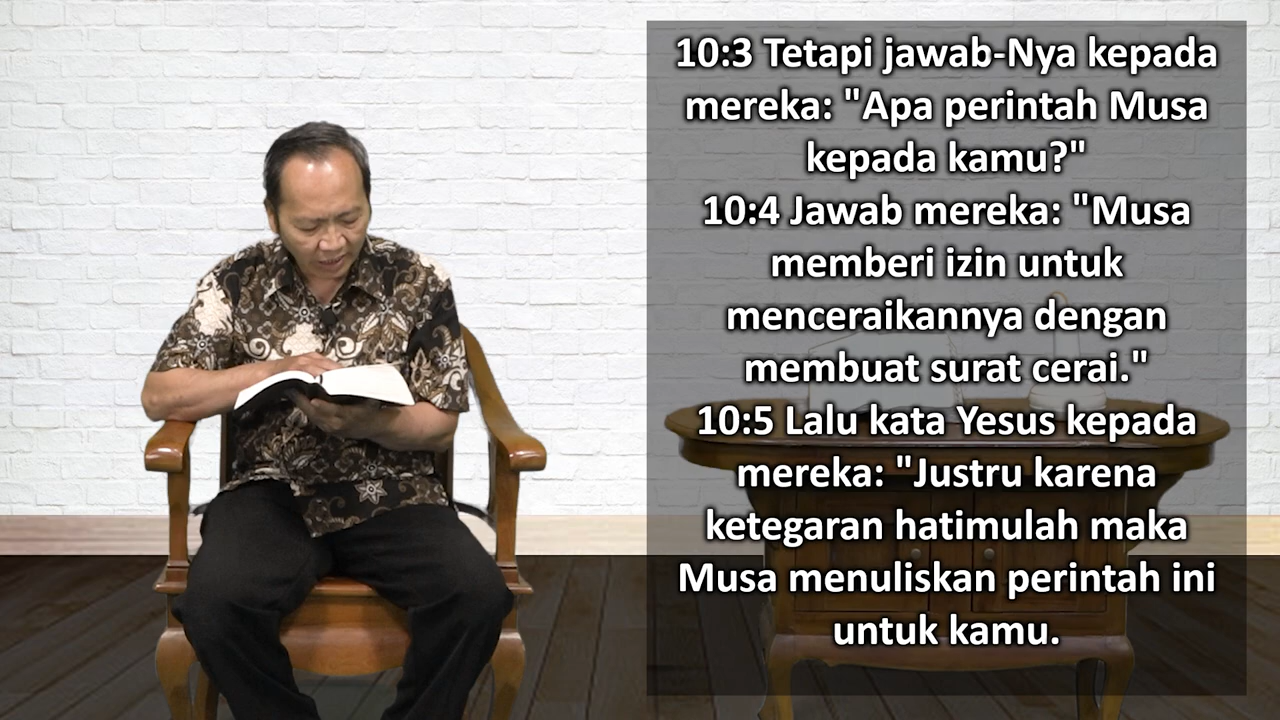 10:3 Tetapi jawab-Nya kepada
mereka: "Apa perintah Musa
kepada kamu?"
10:4 Jawab mereka: "Musa
memberi izin untuk
menceraikannya dengan
membuat surat cerai."
10:5 Lalu kata Yesus kepada
mereka: "Justru karena
ketegaran hatimulah maka
Musa menuliskan perintah ini
untuk kamu.